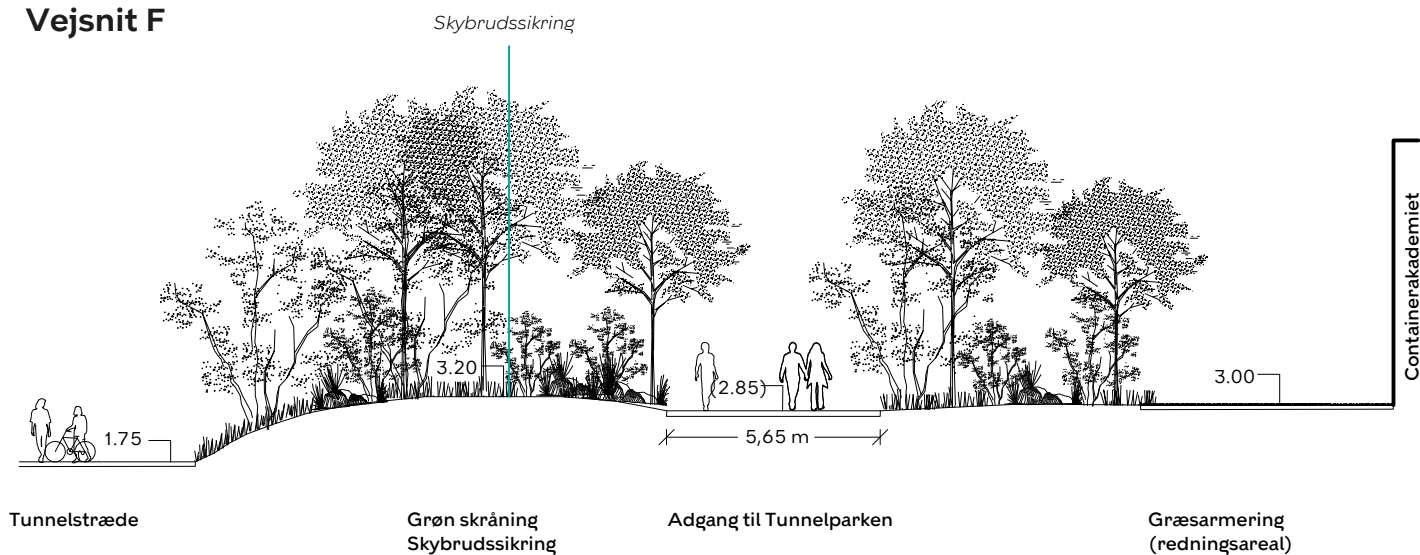 Vejsnit F
Skybrudssikring
3.20
(2.85)
3.00
1.75
5,65 m
Containerakademiet
Tunnelstræde
Grøn skråning
Skybrudssikring
Adgang til Tunnelparken
Græsarmering
(redningsareal)